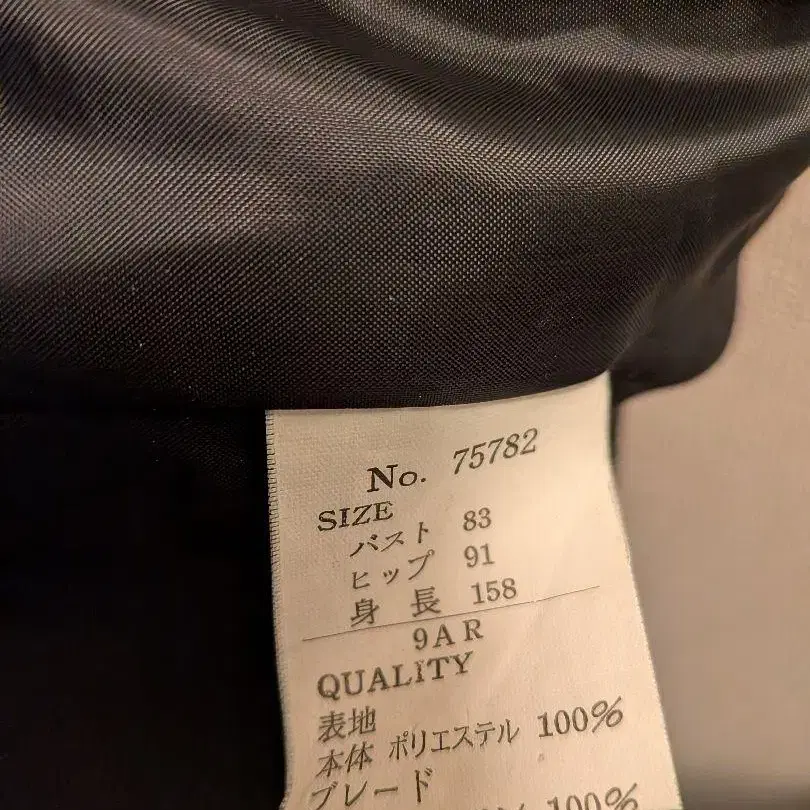 No. 75782
SIZE
バスト 83
ヒップ 91
身 長 158
9AR
QUALITY
表地
本体 ポリエステル 100%
ブレード
100%